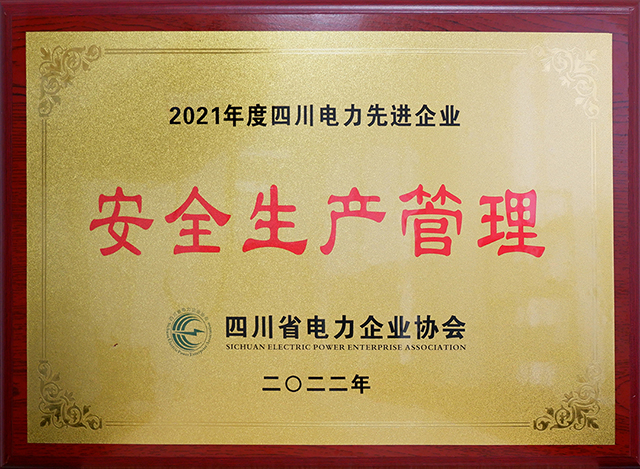 2021年度四川电力先进企业
安全生产管理
四川省电力企业协会
SICHUAN ELECTRIC POWER ENTERPRISE ASSOCIATION
二〇二二年